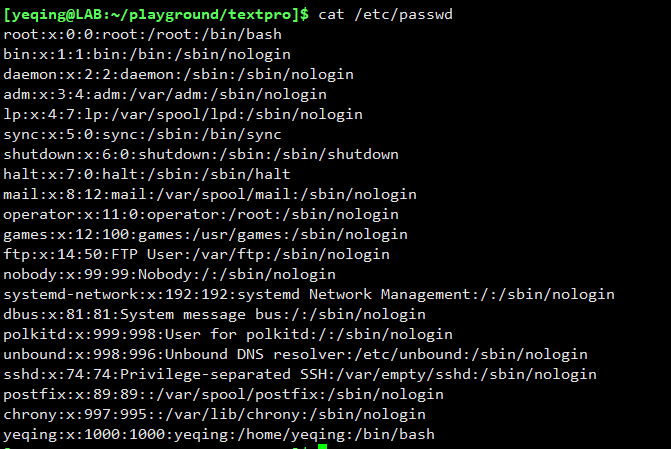 [yeqing@LAB:~/playground/textpro]$ cat /etc/passwd
root:x:0:0:root:/root:/bin/bash
bin:x:1:1:bin:/bin:/sbin/nologin
daemon:x:2:2:daemon:/sbin:/sbin/nologin
adm:x:3:4:adm:/var/adm:/sbin/nologin
lp:x:4:7:lp:/var/spool/lpd:/sbin/nologin
sync:x:5:0:sync:/sbin:/bin/sync
shutdown:x:6:0:shutdown:/sbin:/sbin/shutdown
halt:x:7:0:halt:/sbin:/sbin/halt
mail:x:8:12:mail:/var/spool/mail:/sbin/nologin
operator:x:11:0:operator:/root:/sbin/nologin
games:x:12:100:games:/usr/games:/sbin/nologin
ftp:x:14:50:FTP User:/var/ftp:/sbin/nologin
nobody:x:99:99:Nobody:/:/sbin/nologin
systemd-network:x:192:192:systemd Network Management:/:/sbin/nologin
dbus:x:81:81:System message bus:/:/sbin/nologin
polkitd:x:999:998:User for polkitd:/:/sbin/nologin
unbound:x:998:996:Unbound DNS resolver:/etc/unbound:/sbin/nologin
sshd:x:74:74:Privilege-separated SSH:/var/empty/sshd:/sbin/nologin
postfix:x:89:89::/var/spool/postfix:/sbin/nologin
chrony:x:997:995::/var/lib/chrony:/sbin/nologin
yeqing:x:1000:1000:yeqing:/home/yeqing:/bin/bash